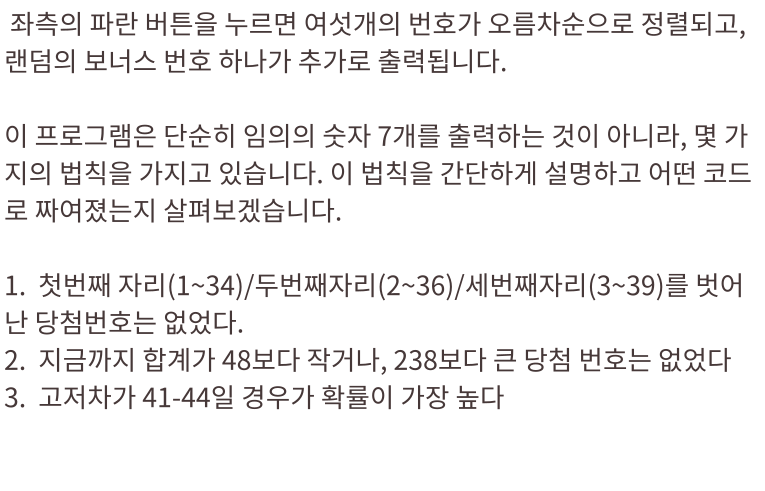 좌측의 파란 버튼을 누르면 여섯개의 번호가 오름차순으로 정렬되고,
랜덤의 보너스 번호 하나가 추가로 출력됩니다.
이 프로그램은 단순히 임의의 숫자 7개를 출력하는 것이 아니라, 몇 가
지의 법칙을 가지고 있습니다. 이 법칙을 간단하게 설명하고 어떤 코드
로 짜여졌는지 살펴보겠습니다.
1. 첫번째 자리(1~34)/두번째자리(2~36)/세번째자리(3~39)를 벗어
난 당첨번호는 없었다.
2. 지금까지 합계가 48보다 작거나, 238보다 큰 당첨 번호는 없었다
3. 고저차가 41-44일 경우가 확률이 가장 높다